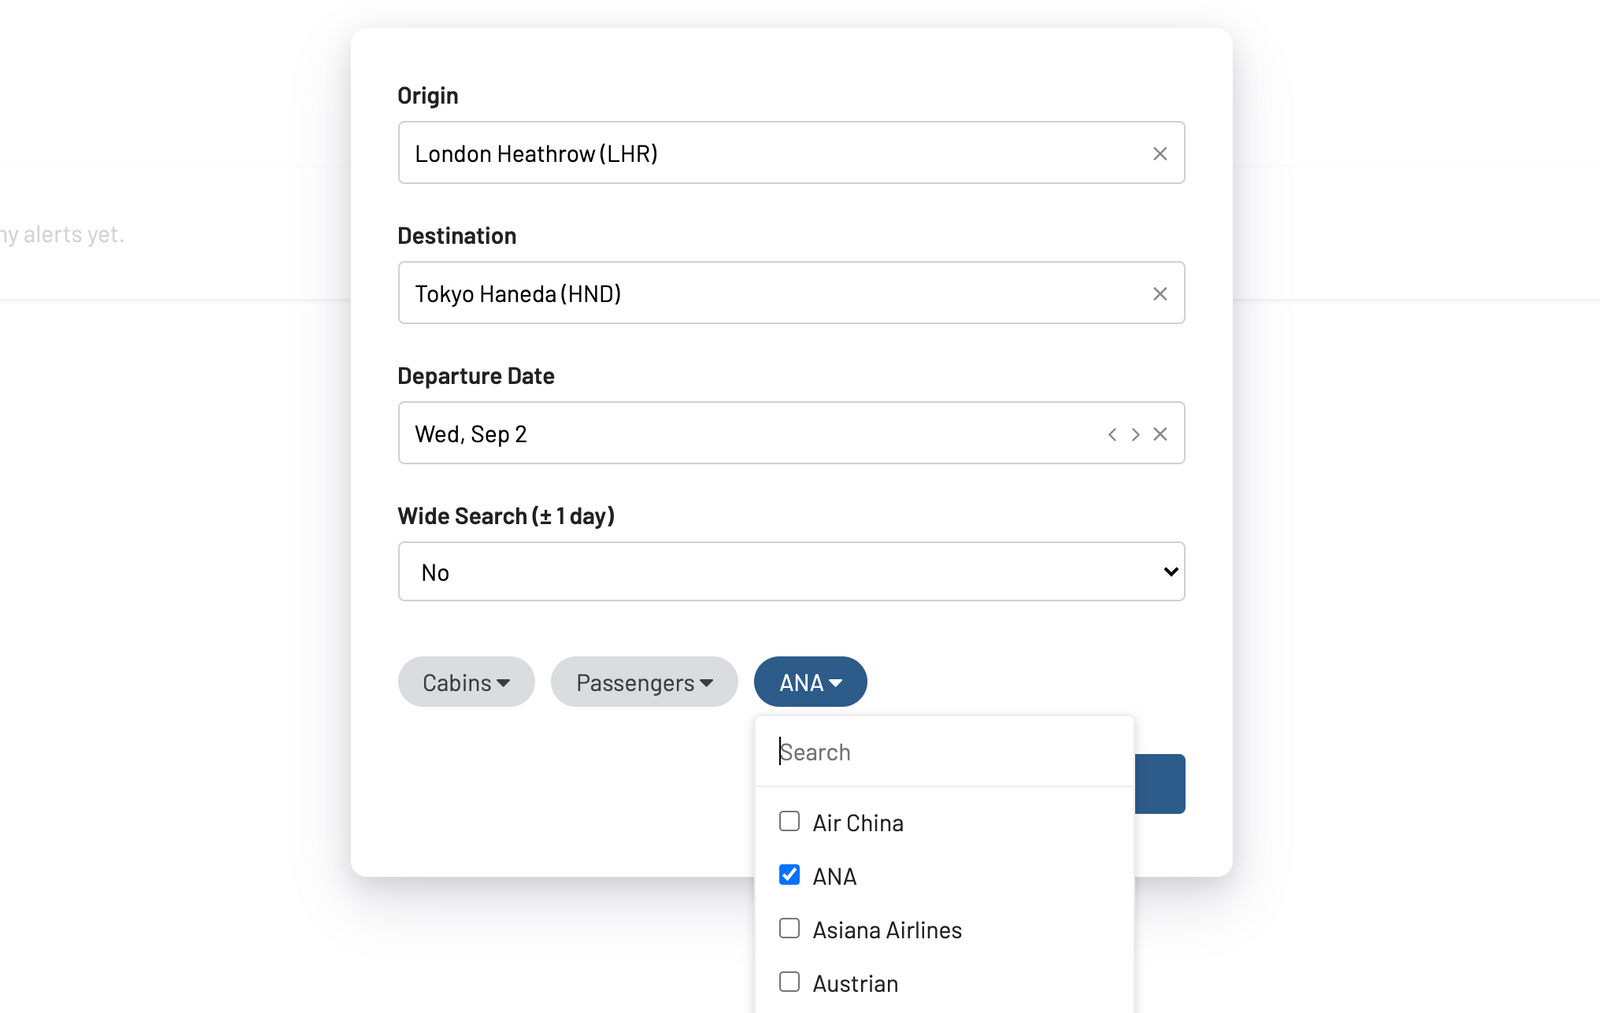 Origin
London Heathrow (LHR)
Destination
alerts yet.
Tokyo Haneda (HND)
Departure Date
Wed, Sep 2
Wide Search (± 1 day)
No
Cabins Passengers ANA
Search
Air China
ANA
Asiana Airlines
Austrian